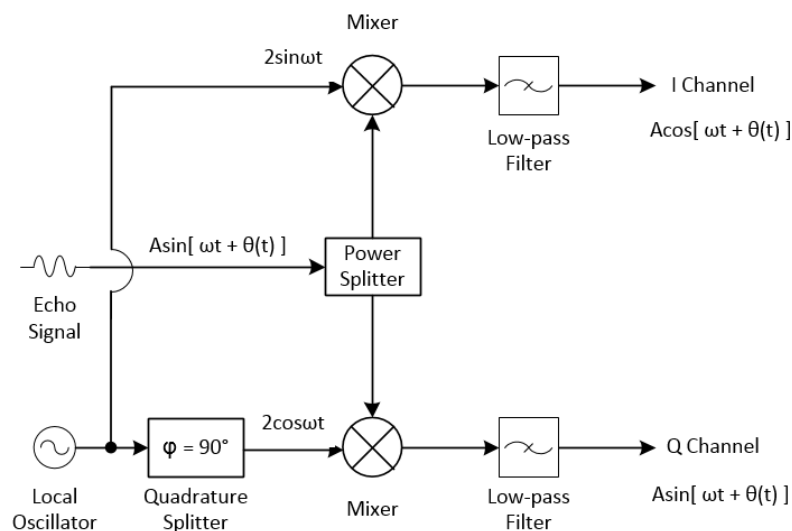 Mixer
2sinωt
I Channel
Low-pass
Filter
Acos[ ωt + θ(t) ]
Asin[ ωt + θ(t) ]
Power
Splitter
Echo
Signal
2cosωt
φ = 90°
Q Channel
Local
Oscillator
Quadrature
Splitter
Mixer
Low-pass
Filter
Asin[ ωt + θ(t) ]